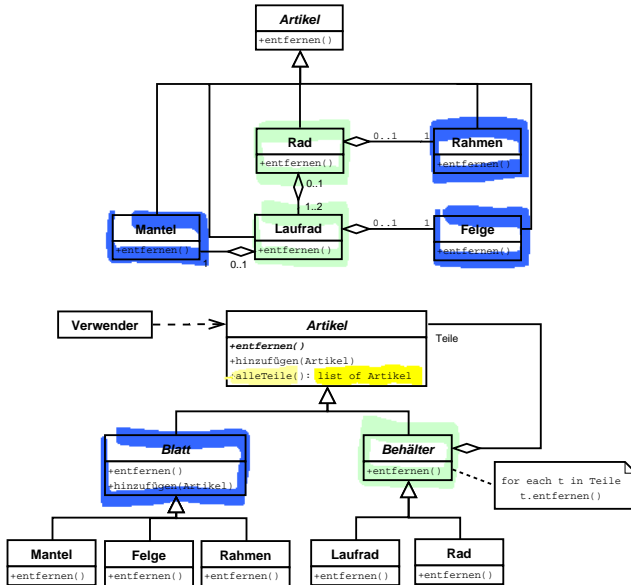 Artikel
+entfernen()
Rad
+entfernen()
0..1
1
Rahmen
+entfernen()
0..1
1..2
Mantel
+entfernen()
1
0..1
Laufrad
+entfernen()
0..1
1
Felge
+entfernen()
Verwender
Artikel
+entfernen()
+hinzufügen(Artikel)
+alleTeile(): list of Artikel
Teile
Blatt
+entfernen()
+hinzufügen(Artikel)
Behälter
+entfernen()
for each t in Teile
t.entfernen()
Mantel
+entfernen()
Felge
+entfernen()
Rahmen
+entfernen()
Laufrad
+entfernen()
Rad
+entfernen()